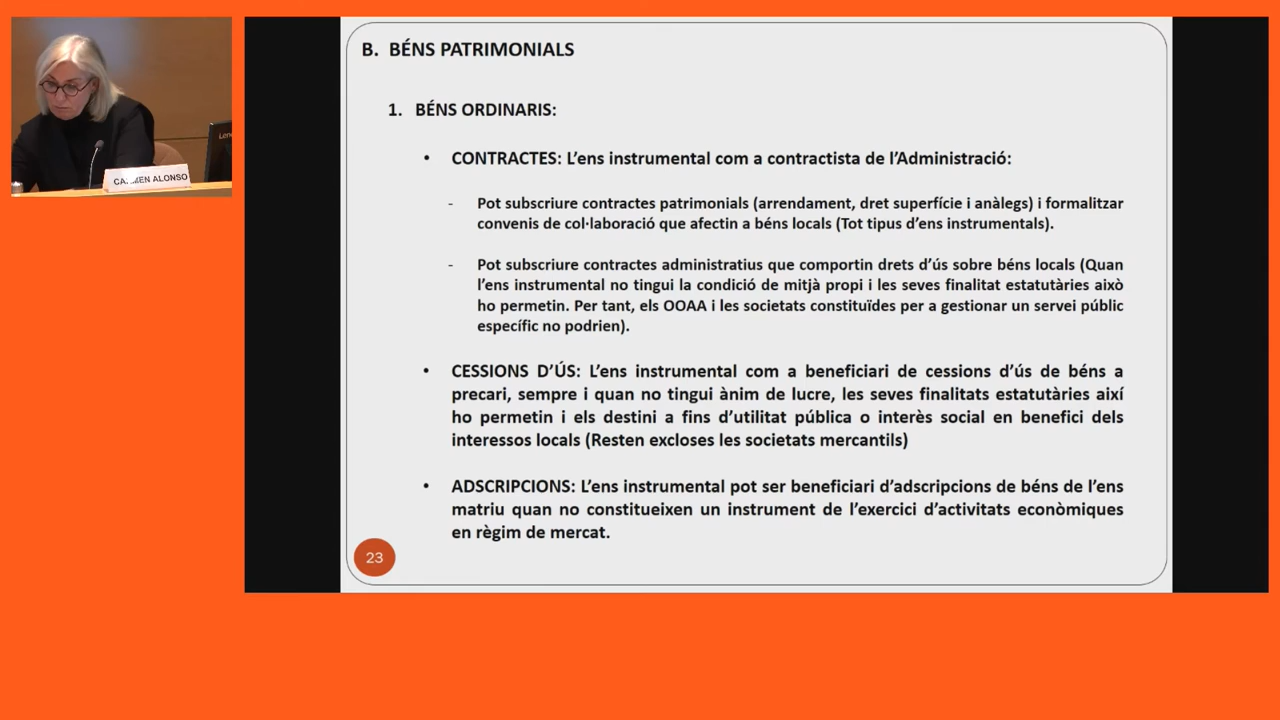 B. BÉNS PATRIMONIALS
1. BÉNS ORDINARIS:
• CONTRACTES: L’ens instrumental com a contractista de l’Administració:
- Pot subscriure contractes patrimonials (arrendament, dret superfície i anàlegs) i formalitzar
convenis de col·laboració que afectin a béns locals (Tot tipus d’ens instrumentals).
- Pot subscriure contractes administratius que comportin drets d’ús sobre béns locals (Quan
l’ens instrumental no tingui la condició de mitjà propi i les seves finalitat estatutàries això
ho permetin. Per tant, els OOAA i les societats constituïdes per a gestionar un servei públic
específic no podrien).
• CESSIONS D’ÚS: L’ens instrumental com a beneficiari de cessions d’ús de béns a
precari, sempre i quan no tingui ànim de lucre, les seves finalitats estatutàries així
ho permetin i els destini a fins d’utilitat pública o interès social en benefici dels
interessos locals (Resten excloses les societats mercantils)
• ADSCRIPCIONS: L’ens instrumental pot ser beneficiari d’adscripcions de béns de l’ens
matriu quan no constitueixen un instrument de l’exercici d’activitats econòmiques
en règim de mercat.
23
CARMEN ALONSO